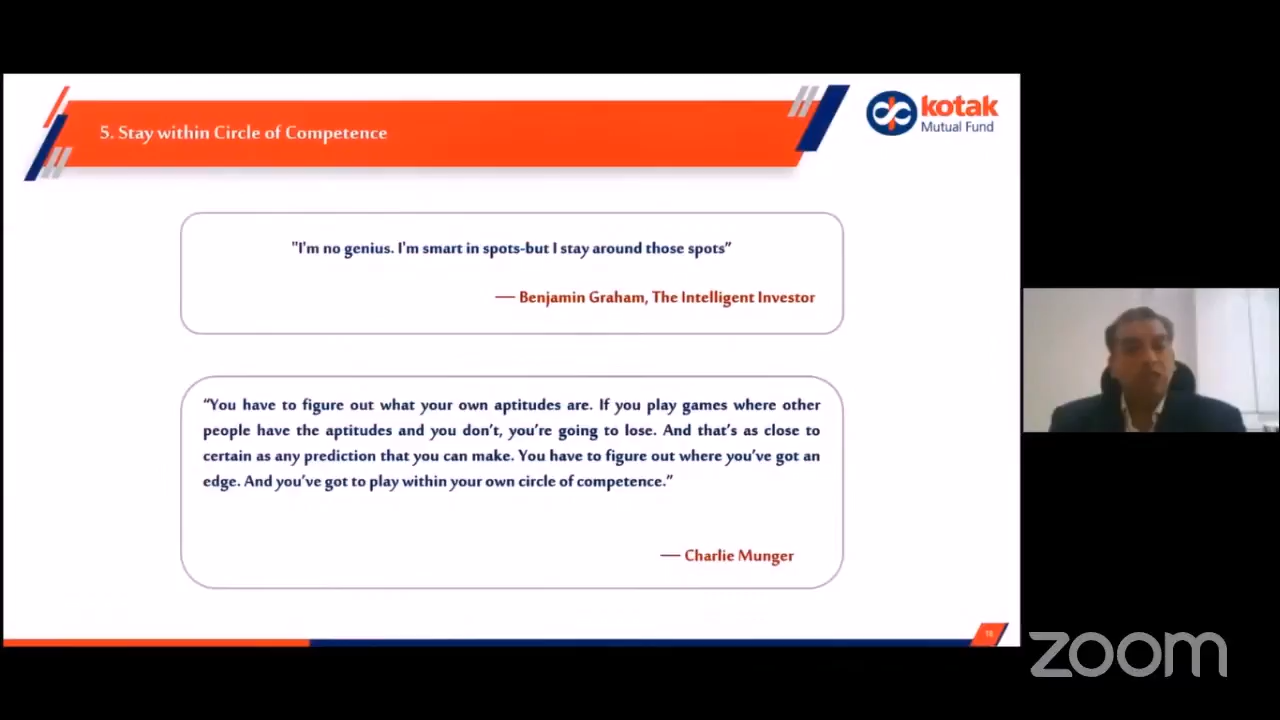 5. Stay within Circle of Competence
kotak
Mutual Fund
"I'm no genius. I'm smart in spots-but I stay around those spots”
— Benjamin Graham, The Intelligent Investor
“You have to figure out what your own aptitudes are. If you play games where other
people have the aptitudes and you don’t, you’re going to lose. And that’s as close to
certain as any prediction that you can make. You have to figure out where you’ve got an
edge. And you’ve got to play within your own circle of competence.”
— Charlie Munger
zoom